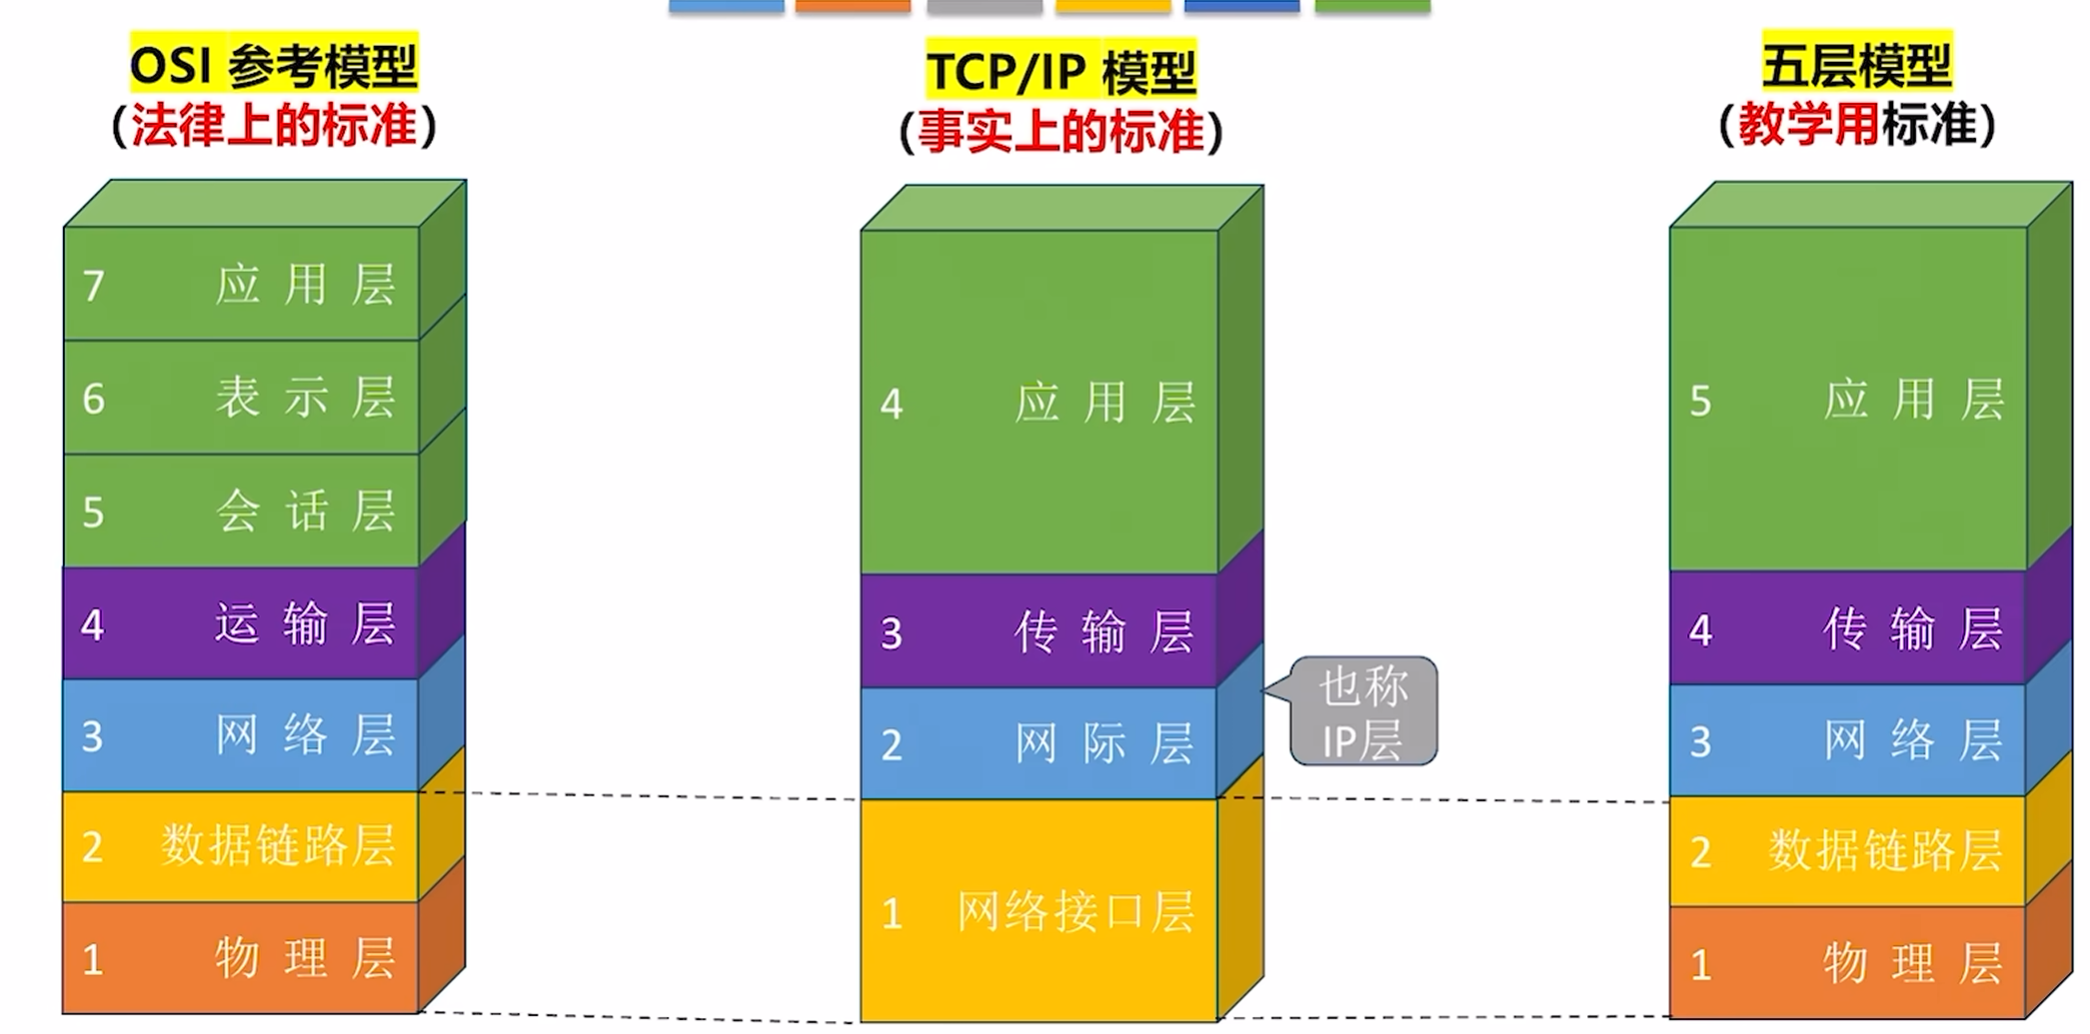 OSI 参考模型
（法律上的标准）
7 应用层
6 表示层
5 会话层
4 运输层
3 网络层
2 数据链路层
1 物理层
TCP/IP 模型
（事实上的标准）
4 应用层
3 传输层
2 网际层
1 网络接口层
也称
IP层
五层模型
（教学用标准）
5 应用层
4 传输层
3 网络层
2 数据链路层
1 物理层